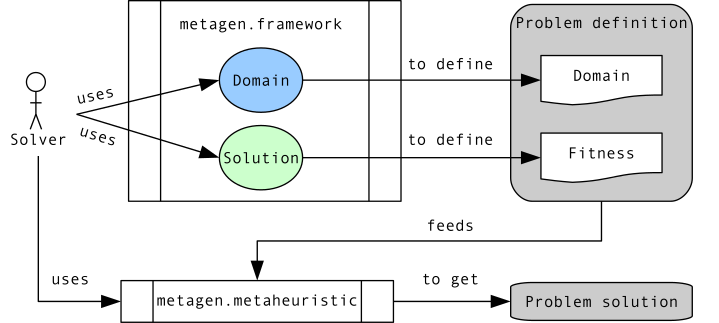 metagen.framework
Problem definition
Domain
to define
Domain
uses
uses
Solver
Solution
to define
Fitness
feeds
uses
metagen.metaheuristic
to get
Problem solution